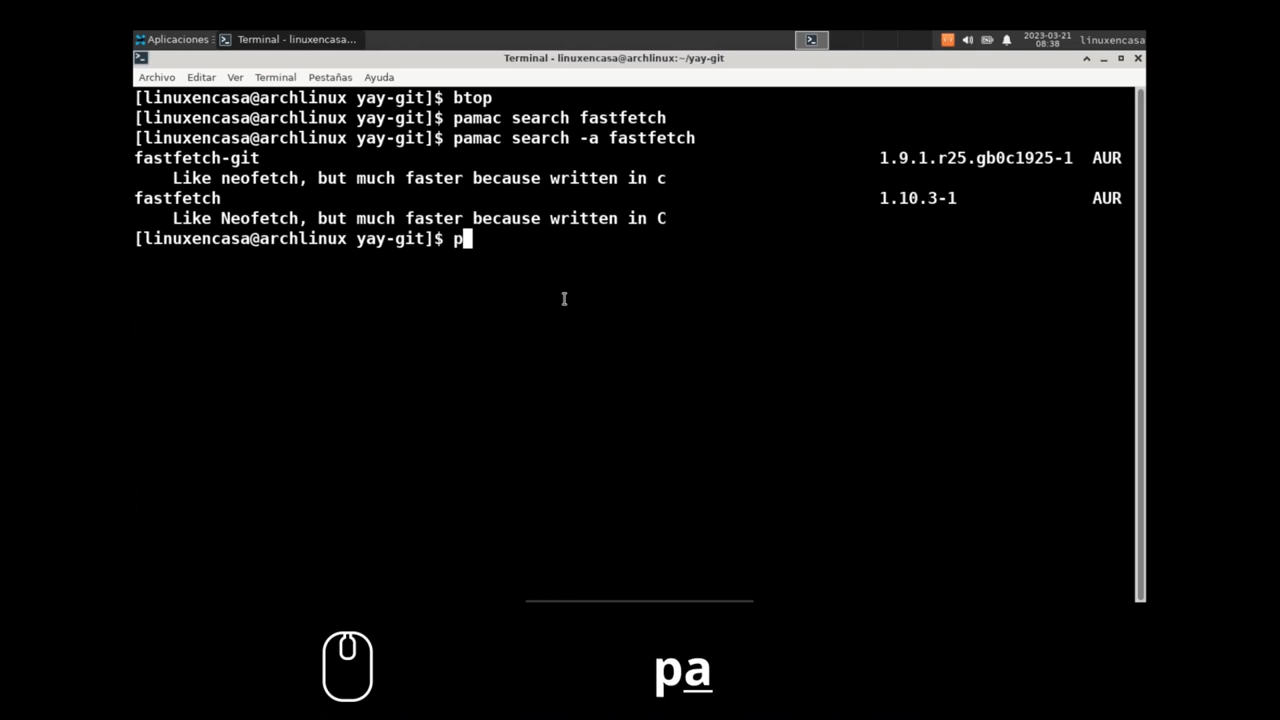 Aplicaciones Terminal - linuxencasa... 2023-03-21 linuxencasa
08:38
Terminal - linuxencasa@archlinux:~/yay-git
Archivo Editar Ver Terminal Pestañas Ayuda
[linuxencasa@archlinux yay-git]$ btop
[linuxencasa@archlinux yay-git]$ pamac search fastfetch
[linuxencasa@archlinux yay-git]$ pamac search -a fastfetch
fastfetch-git 1.9.1.r25.gb0c1925-1 AUR
Like neofetch, but much faster because written in c
fastfetch 1.10.3-1 AUR
Like Neofetch, but much faster because written in C
[linuxencasa@archlinux yay-git]$ p
pa